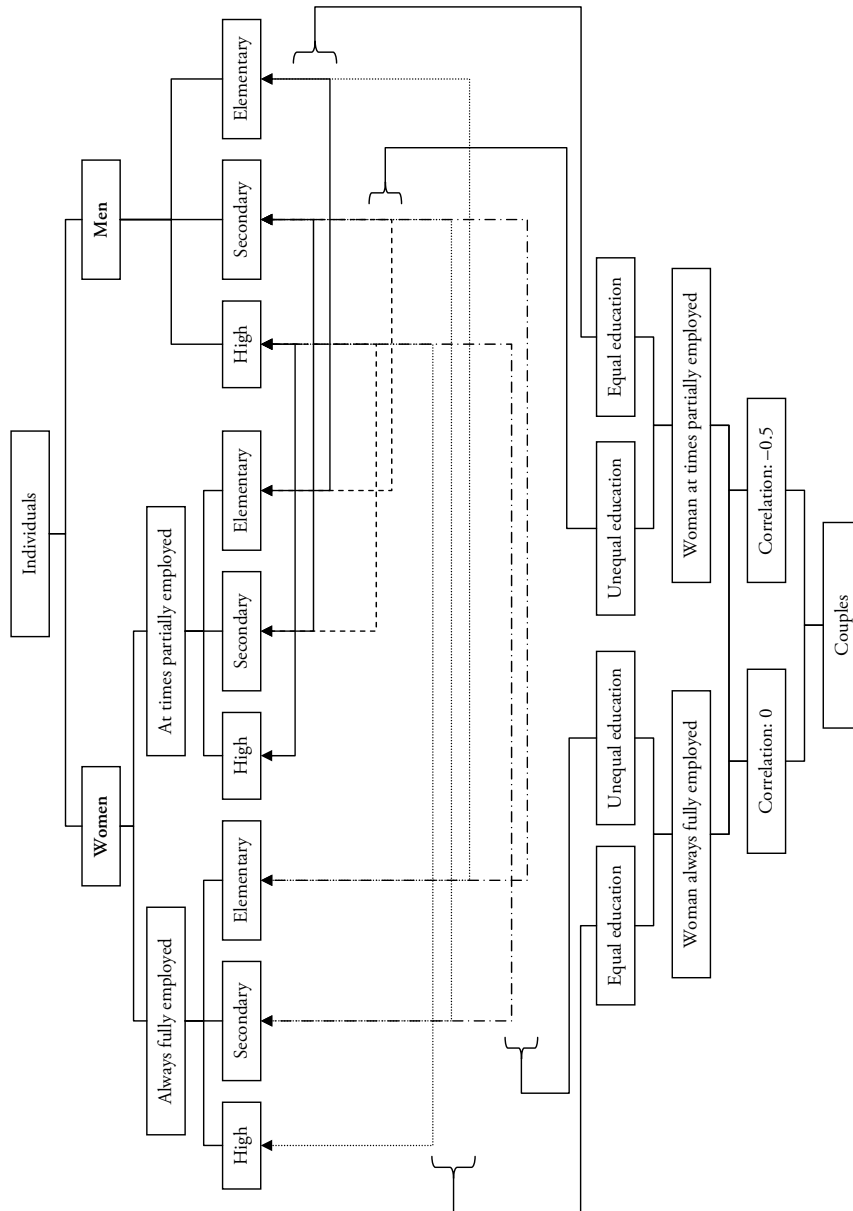 Individuals
Women
Men
Always fully employed
At times partially employed
High
Secondary
Elementary
High
Secondary
Elementary
High
Secondary
Elementary
Equal education
Unequal education
Unequal education
Equal education
Woman always fully employed
Woman at times partially employed
Correlation: 0
Correlation: –0.5
Couples